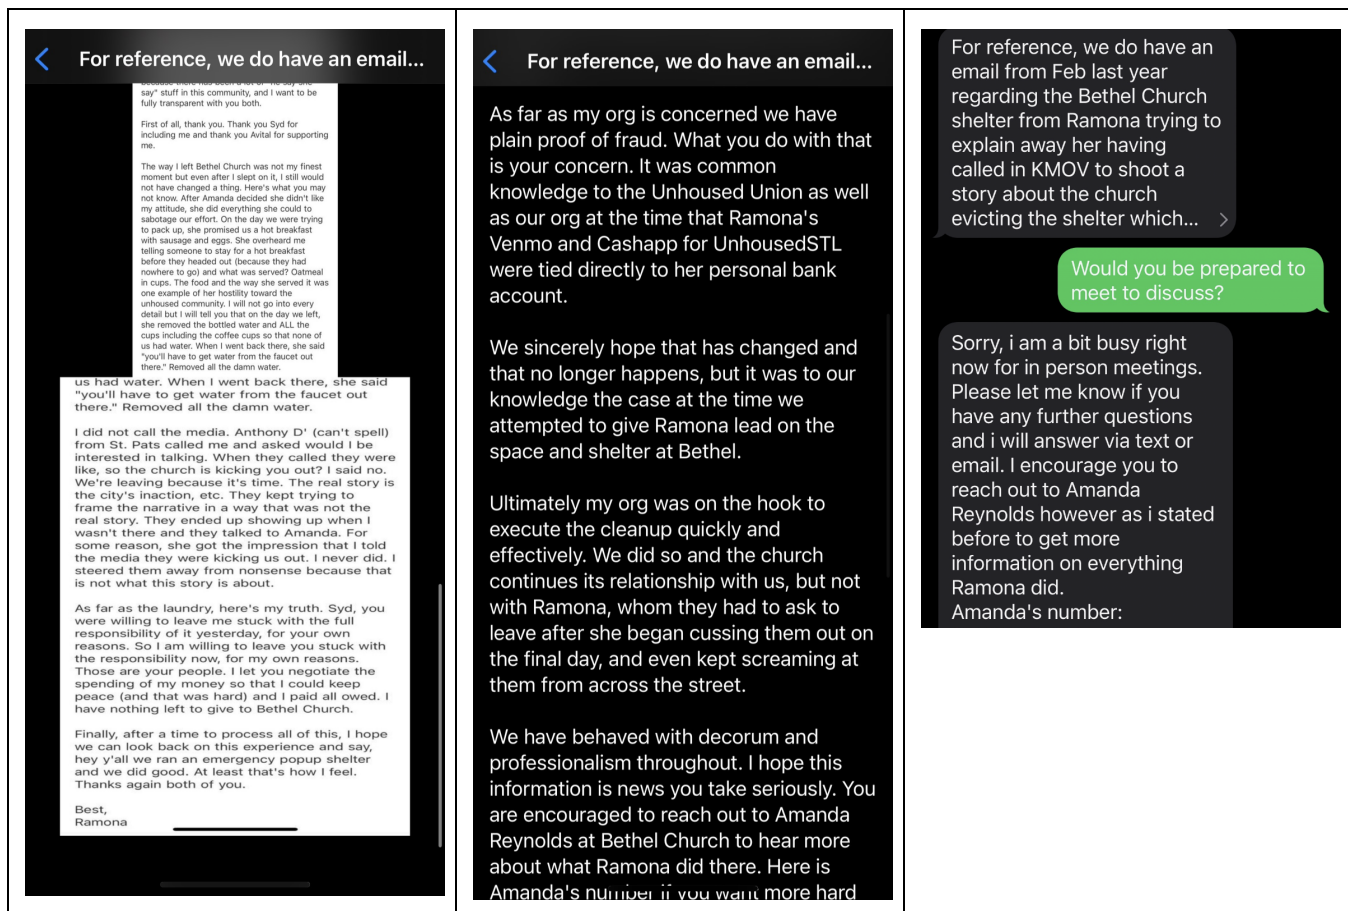 For reference, we do have an email...
say" stuff in this community, and I want to be
fully transparent with you both.
First of all, thank you. Thank you Syd for
including me and thank you Avital for supporting
me.
The way I left Bethel Church was not my finest
moment but even after I slept on it, I still would
not have changed a thing. Here's what you may
not know. After Amanda decided she didn't like
my attitude, she did everything she could to
sabotage our effort. On the day we were trying
to pack up, she promised us a hot breakfast
with sausage and eggs. She overheard me
telling someone to stay for a hot breakfast
before they headed out (because they had
nowhere to go) and what was served? Oatmeal
in cups. The food and the way she served it was
one example of her hostility toward the
unhoused community. I will not go into every
detail but I will tell you that on the day we left,
she removed the bottled water and ALL the
cups including the coffee cups so that none of
us had water. When I went back there, she said
"you'll have to get water from the faucet out
there." Removed all the damn water.
us had water. When I went back there, she said
"you'll have to get water from the faucet out
there." Removed all the damn water.
I did not call the media. Anthony D' (can't spell)
from St. Pats called me and asked would I be
interested in talking. When they called they were
like, so the church is kicking you out? I said no.
We're leaving because it's time. The real story is
the city's inaction, etc. They kept trying to
frame the narrative in a way that was not the
real story. They ended up showing up when I
wasn't there and they talked to Amanda. For
some reason, she got the impression that I told
the media they were kicking us out. I never did. I
steered them away from nonsense because that
is not what this story is about.
As far as the laundry, here's my truth. Syd, you
were willing to leave me stuck with the full
responsibility of it yesterday, for your own
reasons. So I am willing to leave you stuck with
the responsibility now, for my own reasons.
Those are your people. I let you negotiate the
spending of my money so that I could keep
peace (and that was hard) and I paid all owed. I
have nothing left to give to Bethel Church.
Finally, after a time to process all of this, I hope
we can look back on this experience and say,
hey y'all we ran an emergency popup shelter
and we did good. At least that's how I feel.
Thanks again both of you.
Best,
Ramona
For reference, we do have an email...
As far as my org is concerned we have
plain proof of fraud. What you do with that
is your concern. It was common
knowledge to the Unhoused Union as well
as our org at the time that Ramona's
Venmo and Cashapp for UnhousedSTL
were tied directly to her personal bank
account.
We sincerely hope that has changed and
that no longer happens, but it was to our
knowledge the case at the time we
attempted to give Ramona lead on the
space and shelter at Bethel.
Ultimately my org was on the hook to
execute the cleanup quickly and
effectively. We did so and the church
continues its relationship with us, but not
with Ramona, whom they had to ask to
leave after she began cussing them out on
the final day, and even kept screaming at
them from across the street.
We have behaved with decorum and
professionalism throughout. I hope this
information is news you take seriously. You
are encouraged to reach out to Amanda
Reynolds at Bethel Church to hear more
about what Ramona did there. Here is
Amanda's number if you want more hard
For reference, we do have an
email from Feb last year
regarding the Bethel Church
shelter from Ramona trying to
explain away her having
called in KMOV to shoot a
story about the church
evicting the shelter which...
Would you be prepared to
meet to discuss?
Sorry, i am a bit busy right
now for in person meetings.
Please let me know if you
have any further questions
and i will answer via text or
email. I encourage you to
reach out to Amanda
Reynolds however as i stated
before to get more
information on everything
Ramona did.
Amanda's number: